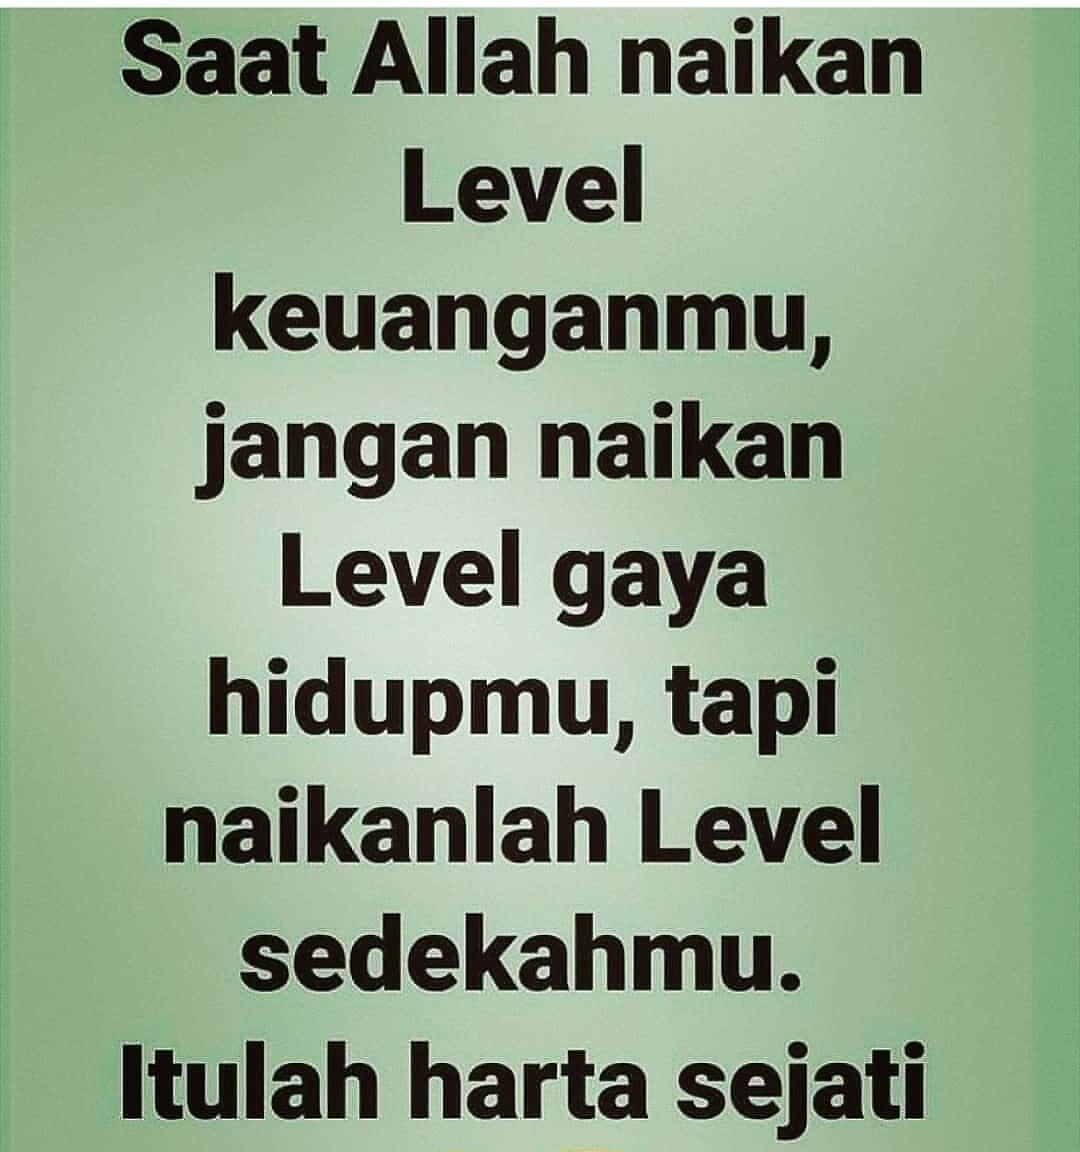 Saat Allah naikan
Level
keuanganmu,
jangan naikan
Level gaya
hidupmu, tapi
naikanlah Level
sedekahmu.
Itulah harta sejati